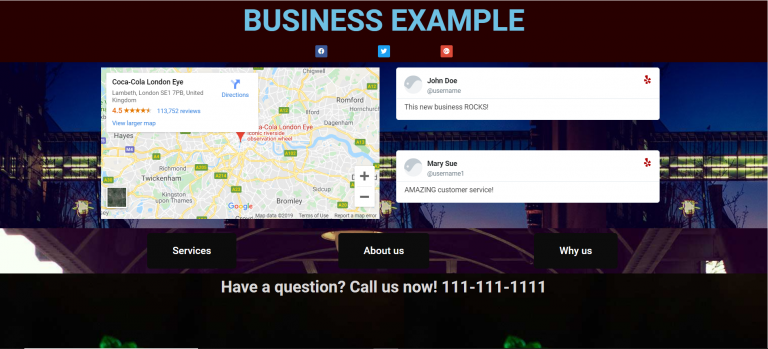 BUSINESS EXAMPLE
Coca-Cola London Eye
Lambeth, London SE1 7PB, United
Kingdom
4.5 113,752 reviews
View larger map
Directions
Chigwell
Romford
Ilford
Dagenham
Hayes
Coca-Cola London Eye
Iconic riverside
observation wheel
Richmond
Twickenham
Kingston
upon Thames
Bromley
Sidcup
Dartford
Google
Map data ©2019 Terms of Use Report a map error
John Doe
@username
This new business ROCKS!
Mary Sue
@username1
AMAZING customer service!
Services
About us
Why us
Have a question? Call us now! 111-111-1111